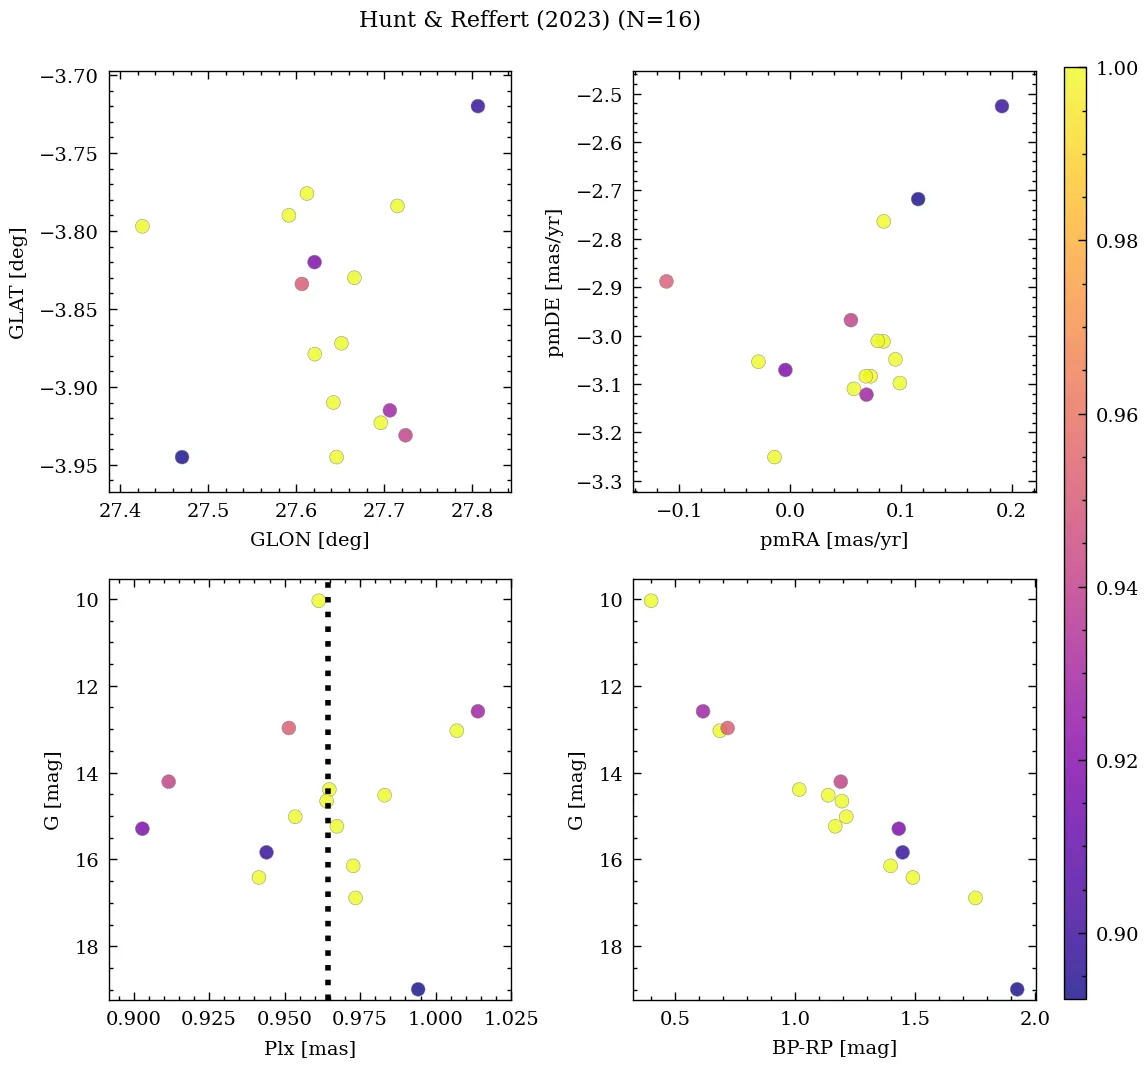 Hunt & Reffert (2023) (N=16)
−3.70
−3.75
−3.80
−3.85
−3.90
−3.95
GLAT [deg]
27.4 27.5 27.6 27.7 27.8
GLON [deg]
−2.5
−2.6
−2.7
−2.8
−2.9
−3.0
−3.1
−3.2
−3.3
pmDE [mas/yr]
−0.1 0.0 0.1 0.2
pmRA [mas/yr]
10
12
14
16
18
G [mag]
0.900 0.925 0.950 0.975 1.000 1.025
Plx [mas]
10
12
14
16
18
G [mag]
0.5 1.0 1.5 2.0
BP-RP [mag]
1.00
0.98
0.96
0.94
0.92
0.90